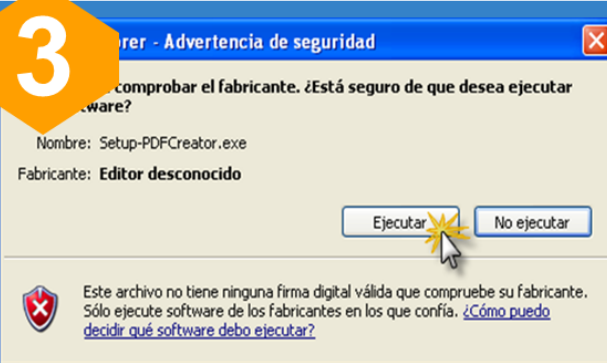 3
rer - Advertencia de seguridad
comprobar el fabricante. ¿Está seguro de que desea ejecutar
ware?
Nombre: Setup-PDFCreator.exe
Fabricante: Editor desconocido
Ejecutar
No ejecutar
Este archivo no tiene ninguna firma digital válida que compruebe su fabricante.
Sólo ejecute software de los fabricantes en los que confía. ¿Cómo puedo
decidir qué software debo ejecutar?